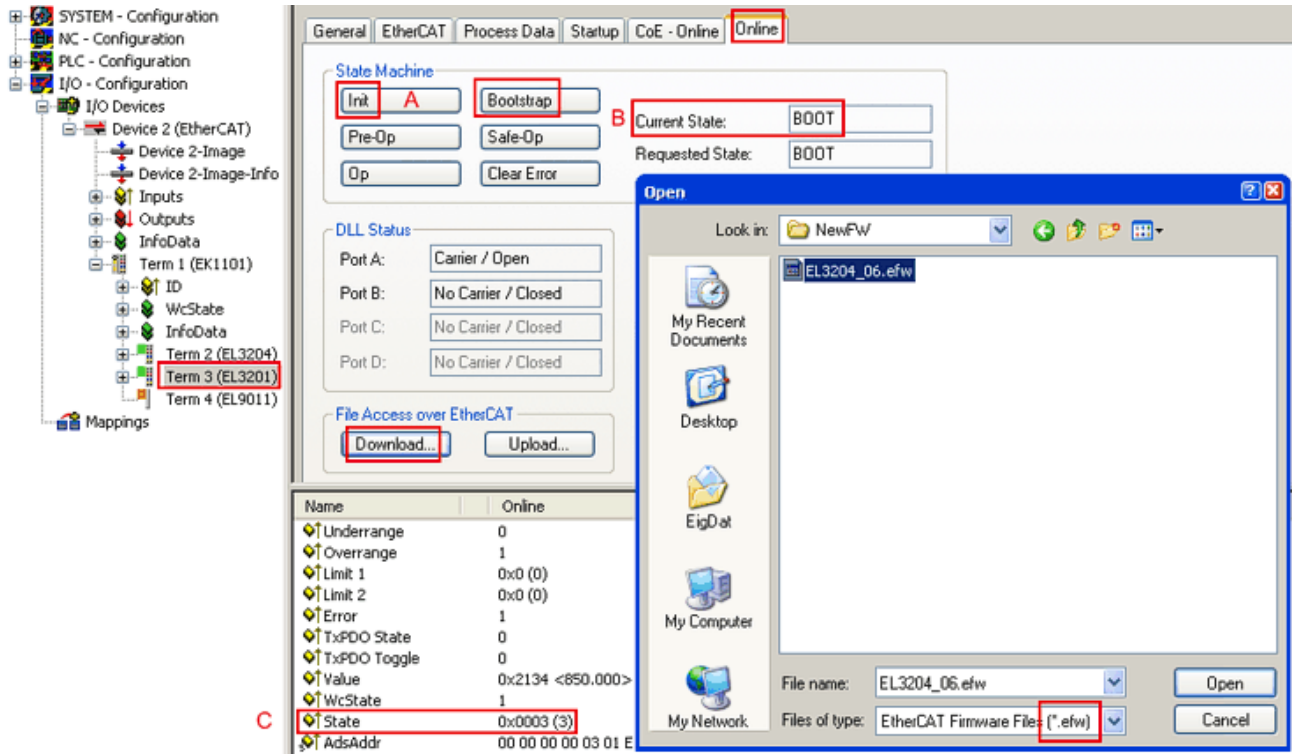 SYSTEM - Configuration
NC - Configuration
PLC - Configuration
I/O - Configuration
I/O Devices
Device 2 (EtherCAT)
Device 2-Image
Device 2-Image-Info
Inputs
Outputs
InfoData
Term 1 (EK1101)
ID
WcState
InfoData
Term 2 (EL3204)
Term 3 (EL3201)
Term 4 (EL9011)
Mappings
General EtherCAT Process Data Startup CoE - Online Online
State Machine
Init A Bootstrap
Pre-Op Safe-Op
Op Clear Error
B Current State: BOOT
Requested State: BOOT
DLL Status
Port A: Carrier / Open
Port B: No Carrier / Closed
Port C: No Carrier / Closed
Port D: No Carrier / Closed
File Access over EtherCAT
Download... Upload...
Name Online
Underrange 0
Overrange 1
Limit 1 0x0 (0)
Limit 2 0x0 (0)
Error 1
TxPDO State 0
TxPDO Toggle 0
Value 0x2134 <850.000>
WcState 1
C State 0x0003 (3)
AdsAddr 00 00 00 00 03 01 E
Open
Look in: NewFW
EL3204_06.efw
My Recent
Documents
Desktop
EigDat
My Computer
My Network
File name: EL3204_06.efw Open
Files of type: EtherCAT Firmware Files (*.efw) Cancel